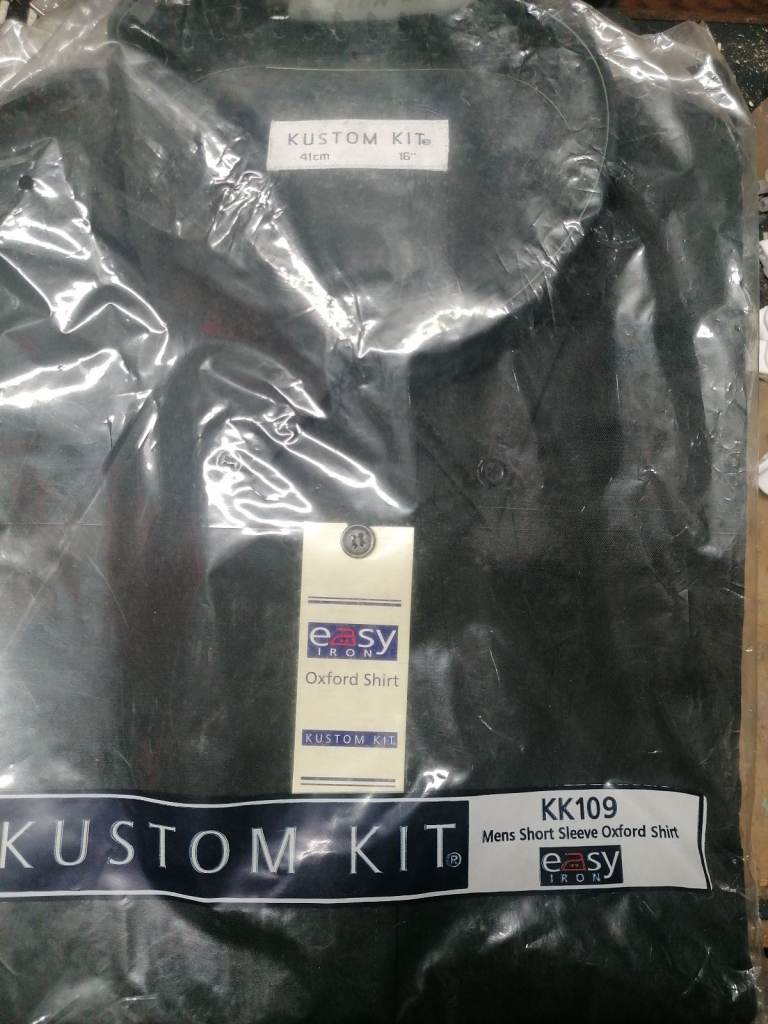 KUSTOM KIT®
41cm 16"
easy
IRON
Oxford Shirt
KUSTOM KIT
KUSTOM KIT®
KK109
Mens Short Sleeve Oxford Shirt
easy
IRON